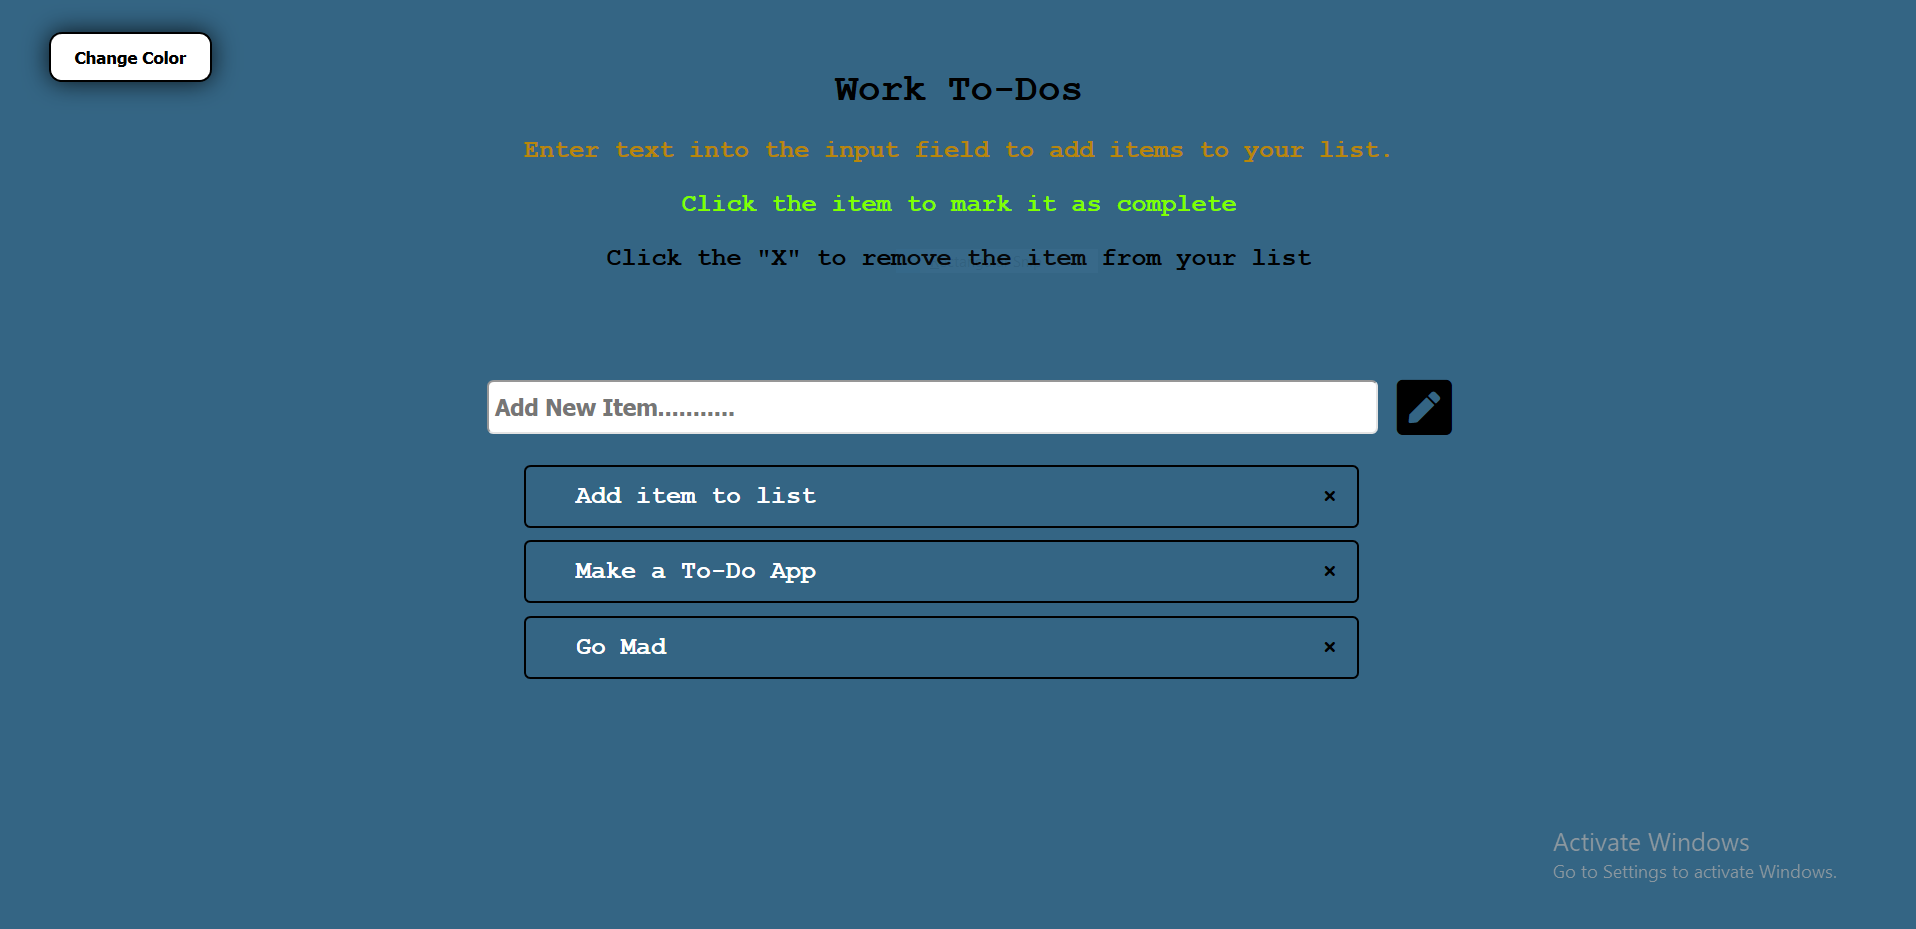 Change Color
Work To-Dos
Enter text into the input field to add items to your list.
Click the item to mark it as complete
Click the "X" to remove the item from your list
Add New Item...........
Add item to list ×
Make a To-Do App ×
Go Mad ×
Activate Windows
Go to Settings to activate Windows.